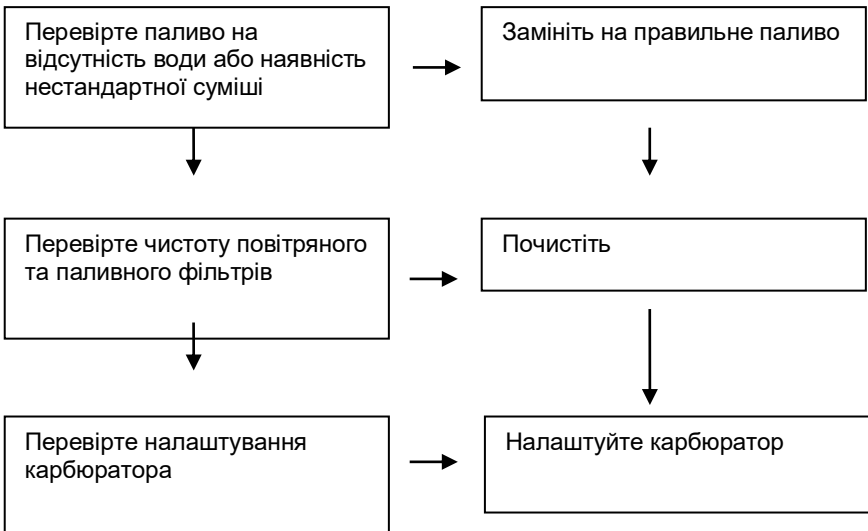 Перевірте паливо на
відсутність води або наявність
нестандартної суміші
Замініть на правильне паливо
Перевірте чистоту повітряного
та паливного фільтрів
Почистіть
Перевірте налаштування
карбюратора
Налаштуйте карбюратор